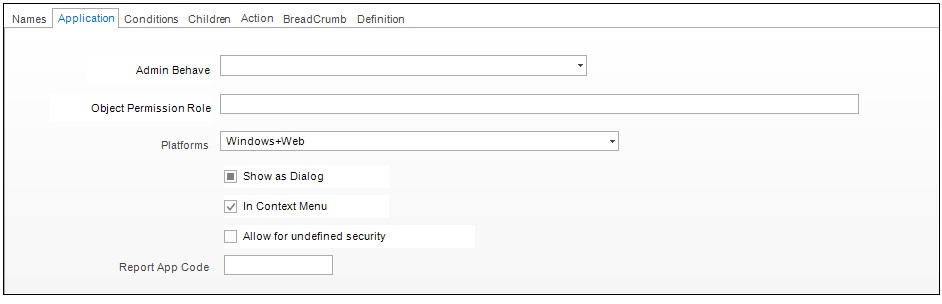 Names Application Conditions Children Action BreadCrumb Definition
Admin Behave
Object Permission Role
Platforms Windows+Web
Show as Dialog
In Context Menu
Allow for undefined security
Report App Code